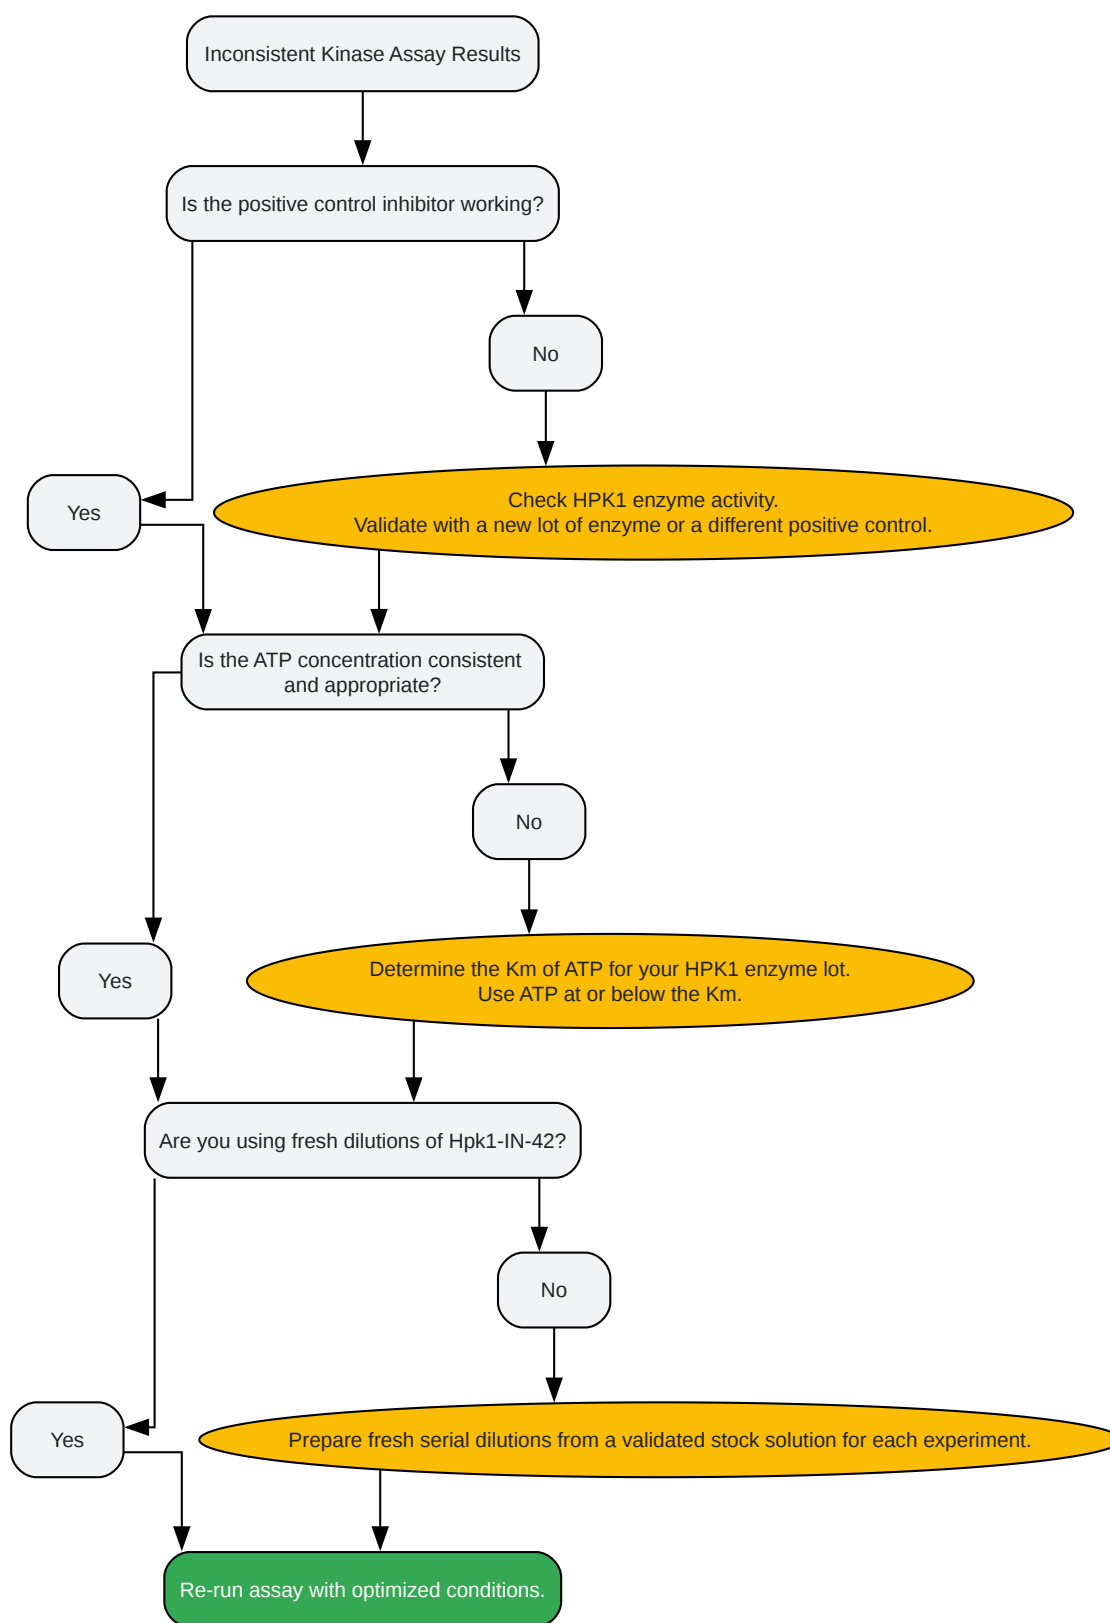 Inconsistent Kinase Assay Results
Is the positive control inhibitor working?
No
Yes
Check HPK1 enzyme activity.
Validate with a new lot of enzyme or a different positive control.
Is the ATP concentration consistent
and appropriate?
No
Yes
Determine the Km of ATP for your HPK1 enzyme lot.
Use ATP at or below the Km.
Are you using fresh dilutions of Hpk1-IN-42?
No
Yes
Prepare fresh serial dilutions from a validated stock solution for each experiment.
Re-run assay with optimized conditions.